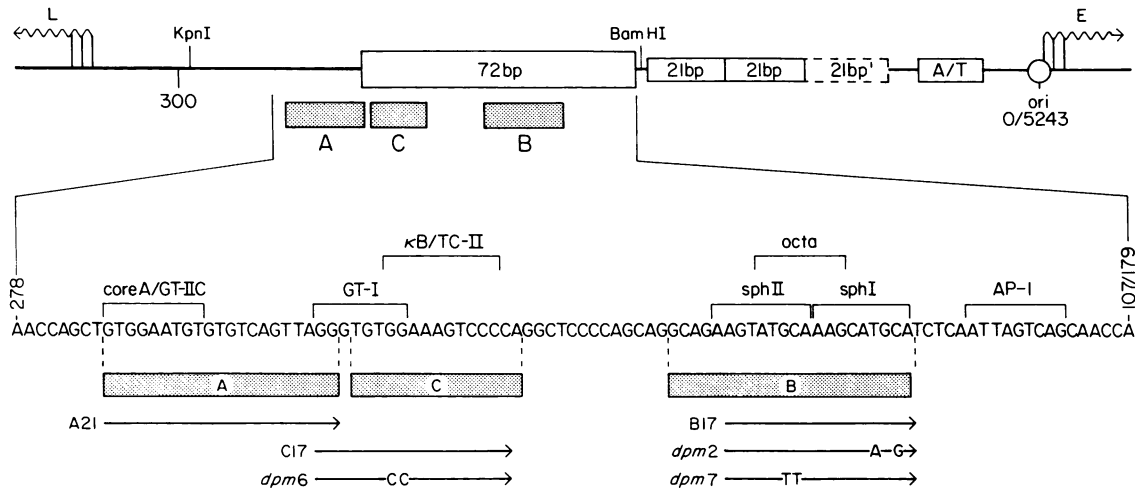 L E
KpnI BamHI
72bp 21bp 21bp 21bp A/T
300 ori
0/5243
A C B
κB/TC-II octa
278 coreA/GT-IIC GT-I sphII sphI AP-1 107/179
AACCAGCTGTGGAATGTGTGTCAGTTAGGGTGTGGAAAGTCCCCAGGCTCCCCAGCAGGCAGAAGTATGCAAAGCATGCATCTCAATTAGTCAGCAACCA
A C B
A21 B17
C17 dpm2 A-G
dpm6 CC dpm7 TT